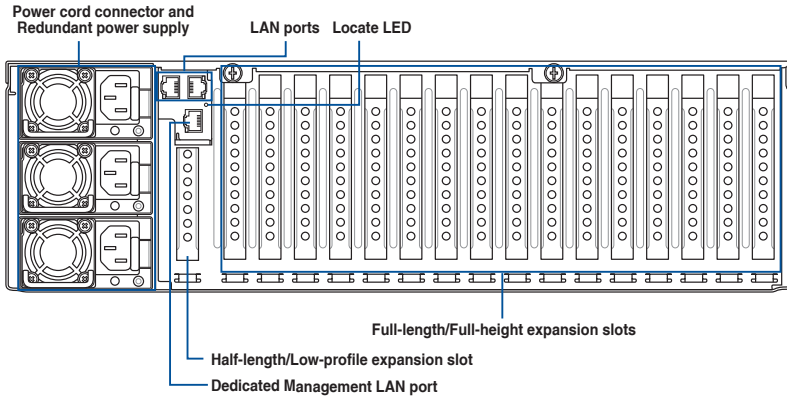 Power cord connector and
Redundant power supply
LAN ports
Locate LED
Full-length/Full-height expansion slots
Half-length/Low-profile expansion slot
Dedicated Management LAN port